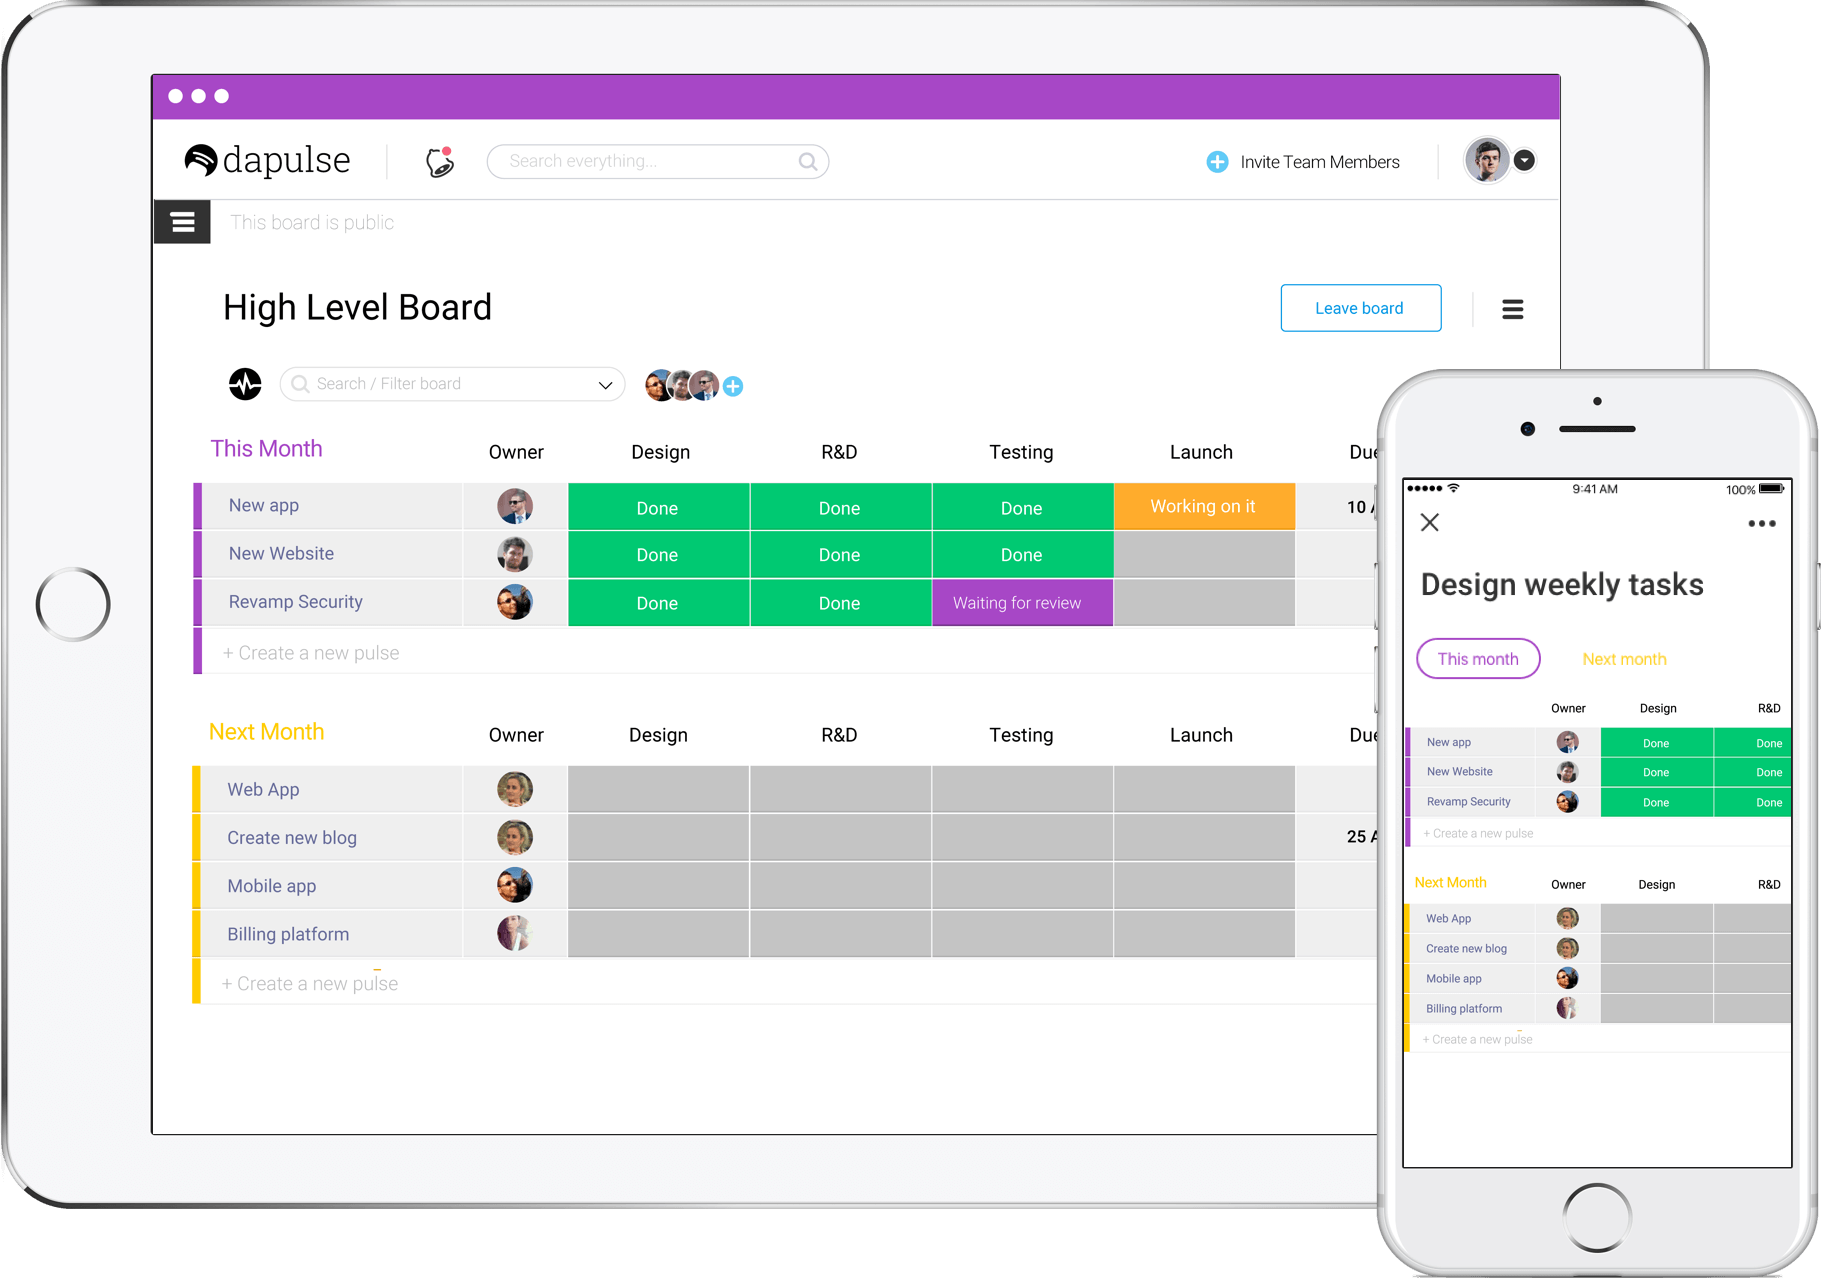 dapulse
Search everything...
Invite Team Members
This board is public
High Level Board
Leave board
Search / Filter board
This Month Owner Design R&D Testing Launch Due
New app Done Done Done Working on it 10
New Website Done Done Done
Revamp Security Done Done Waiting for review
+ Create a new pulse
Next Month Owner Design R&D Testing Launch Due
Web App
Create new blog 25
Mobile app
Billing platform
+ Create a new pulse
9:41 AM 100%
Design weekly tasks
This month Next month
Owner Design R&D
New app Done Done
New Website Done Done
Revamp Security Done Done
+ Create a new pulse
Next Month Owner Design R&D
Web App
Create new blog
Mobile app
Billing platform
+ Create a new pulse